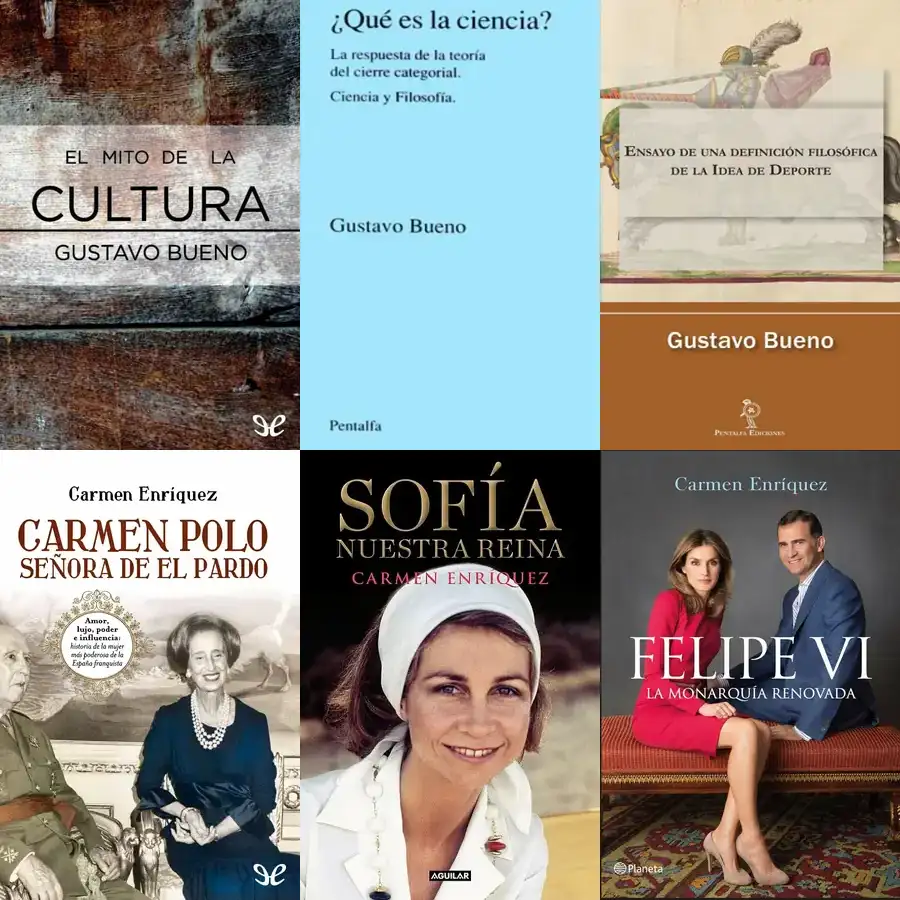 EL MITO DE LA
CULTURA
GUSTAVO BUENO
¿Qué es la ciencia?
La respuesta de la teoría
del cierre categorial.
Ciencia y Filosofía.
Gustavo Bueno
Pentalfa
ENSAYO DE UNA DEFINICIÓN FILOSÓFICA
DE LA IDEA DE DEPORTE
Gustavo Bueno
PENTALFA EDICIONES
Carmen Enríquez
CARMEN POLO
SEÑORA DE EL PARDO
Amor,
lujo, poder
e influencia:
historia de la mujer
más poderosa de la
España franquista
SOFÍA
NUESTRA REINA
CARMEN ENRÍQUEZ
AGUILAR
Carmen Enríquez
FELIPE VI
LA MONARQUÍA RENOVADA
Planeta